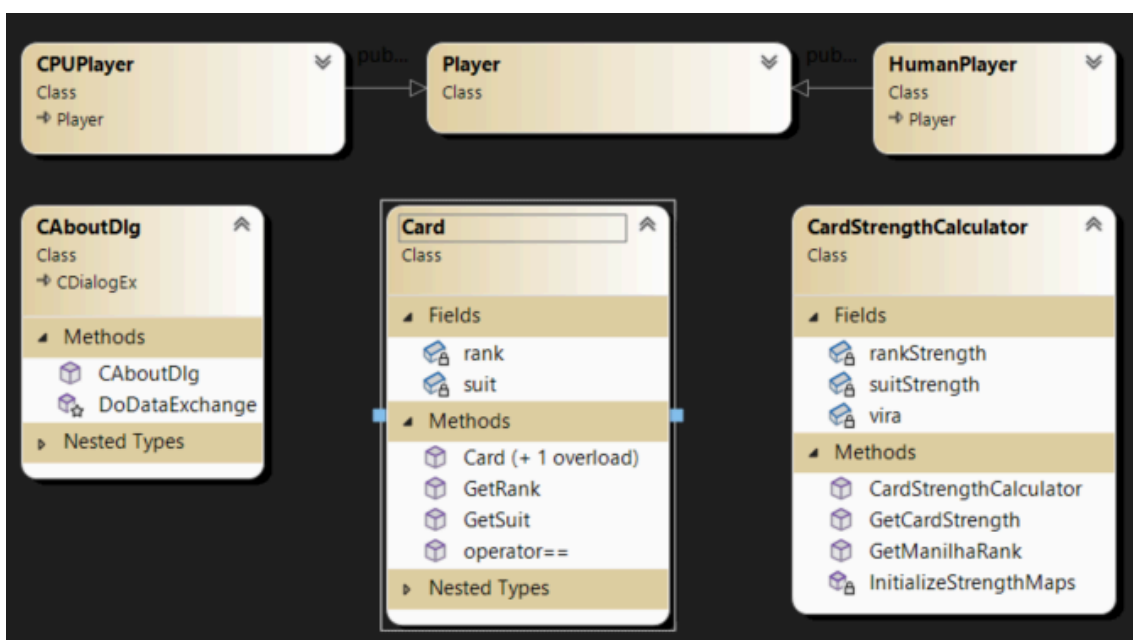 CPUPlayer
Class
Player
pub...
Player
Class
pub...
HumanPlayer
Class
Player
CAboutDlg
Class
CDialogEx
Methods
CAboutDlg
DoDataExchange
Nested Types
Card
Class
Fields
rank
suit
Methods
Card (+ 1 overload)
GetRank
GetSuit
operator==
Nested Types
CardStrengthCalculator
Class
Fields
rankStrength
suitStrength
vira
Methods
CardStrengthCalculator
GetCardStrength
GetManilhaRank
InitializeStrengthMaps